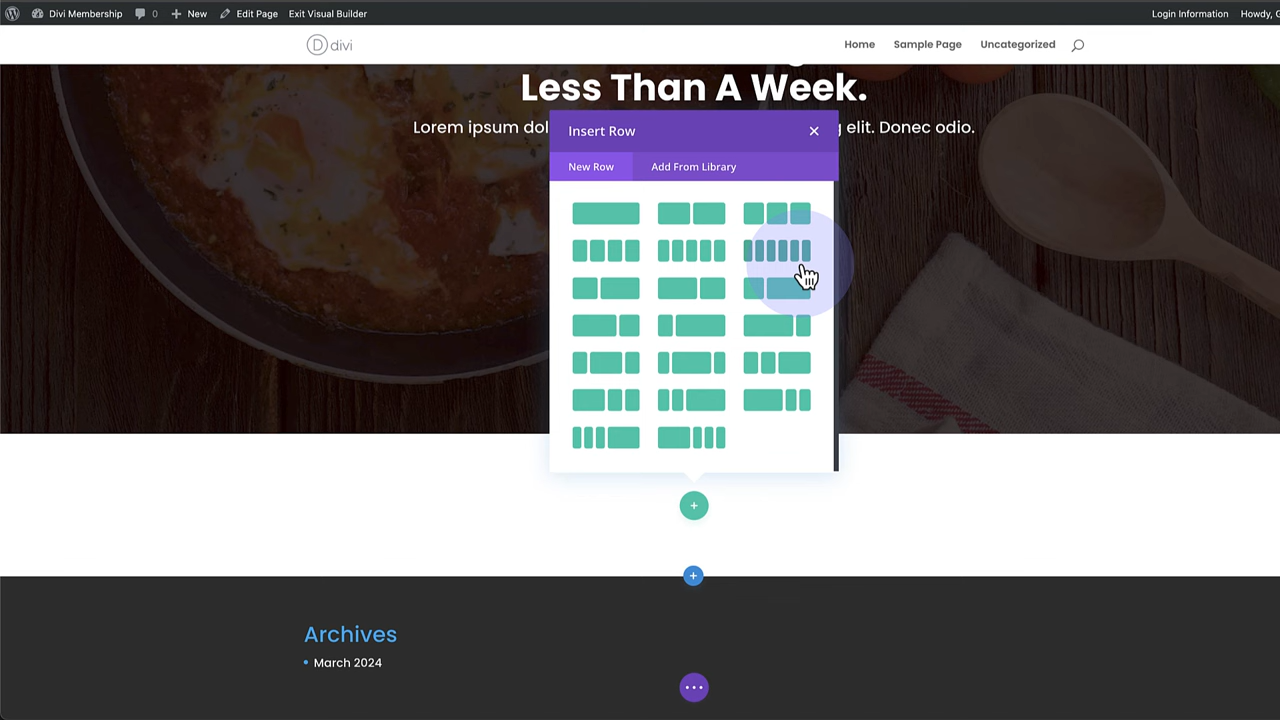 Divi Membership 0 New Edit Page Exit Visual Builder Login Information Howdy, G
divi Home Sample Page Uncategorized
Less Than A Week.
Lorem ipsum dol elit. Donec odio.
Insert Row
New Row Add From Library
Archives
March 2024